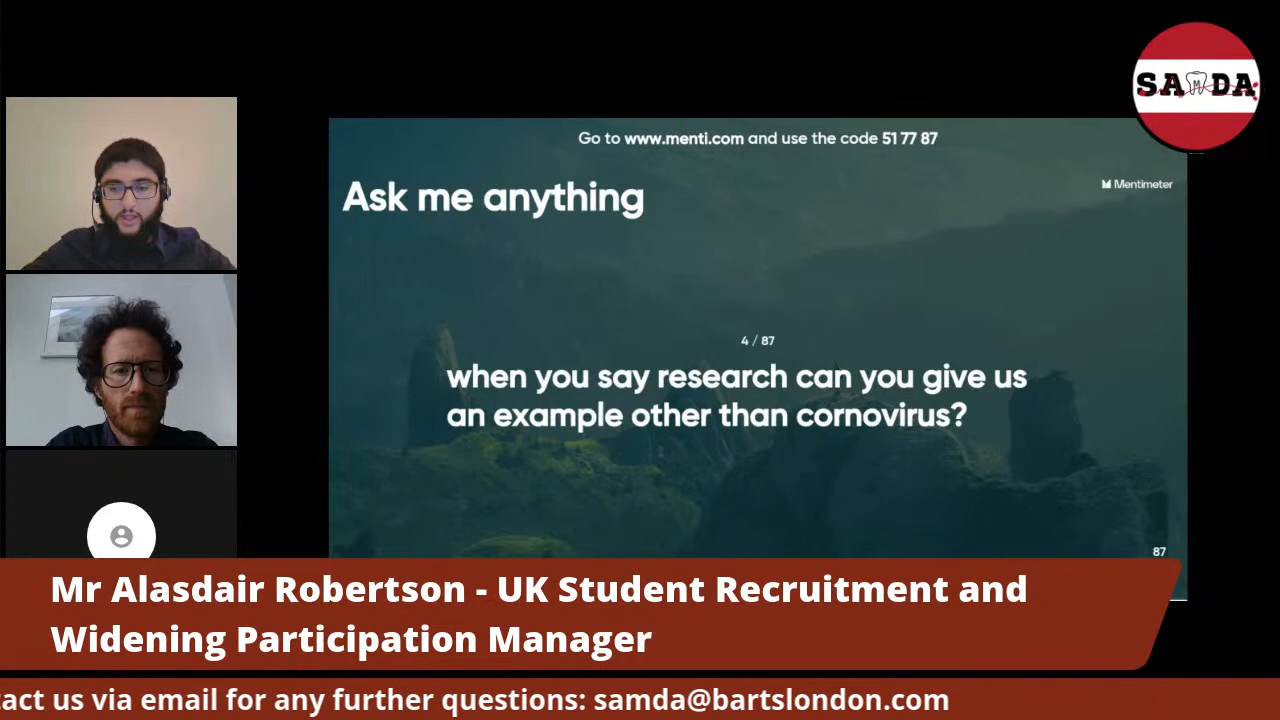 SAMDA
Go to www.menti.com and use the code 51 77 87
Mentimeter
Ask me anything
4 / 87
when you say research can you give us
an example other than cornovirus?
87
Mr Alasdair Robertson - UK Student Recruitment and
Widening Participation Manager
tact us via email for any further questions: samda@bartslondon.com